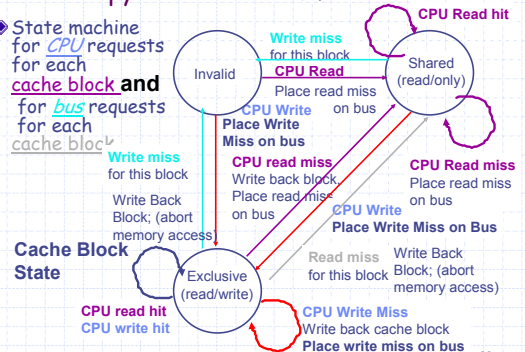 State machine
for CPU requests
for each
cache block and
for bus requests
for each
cache block
CPU Read hit
Write miss
for this block
Invalid
CPU Read
Place read miss
on bus
Shared
(read/only)
CPU Write
Place Write
Miss on bus
Write miss
for this block
Write Back
Block; (abort
memory access)
CPU read miss
Write back block,
Place read miss
on bus
CPU Read miss
Place read miss
on bus
CPU Write
Place Write Miss on Bus
Cache Block
State
Read miss
for this block
Write Back
Block; (abort
memory access)
Exclusive
(read/write)
CPU read hit
CPU write hit
CPU Write Miss
Write back cache block
Place write miss on bus